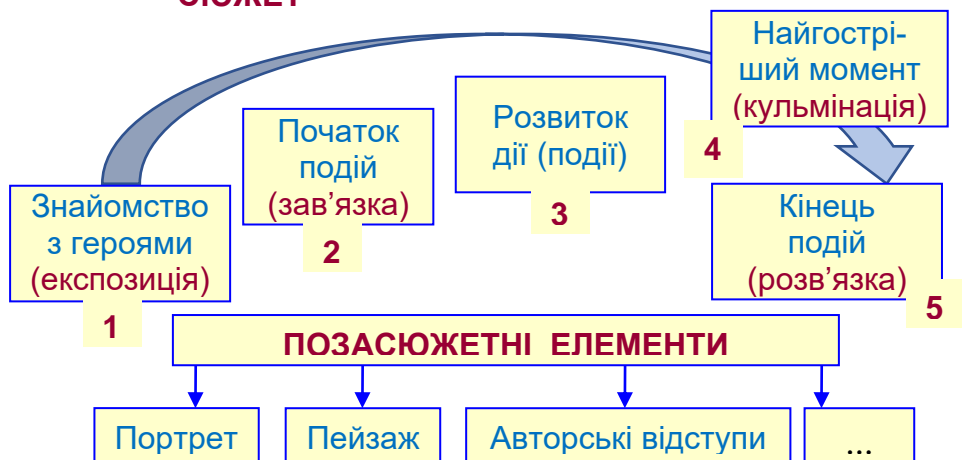 СЮЖЕТ
Знайомство
з героями
(експозиція)
1
Початок
подій
(зав’язка)
2
Розвиток
дії (події)
3
Найгострі-
ший момент
(кульмінація)
4
Кінець
подій
(розв’язка)
5
ПОЗАСЮЖЕТНІ ЕЛЕМЕНТИ
Портрет
Пейзаж
Авторські відступи
...